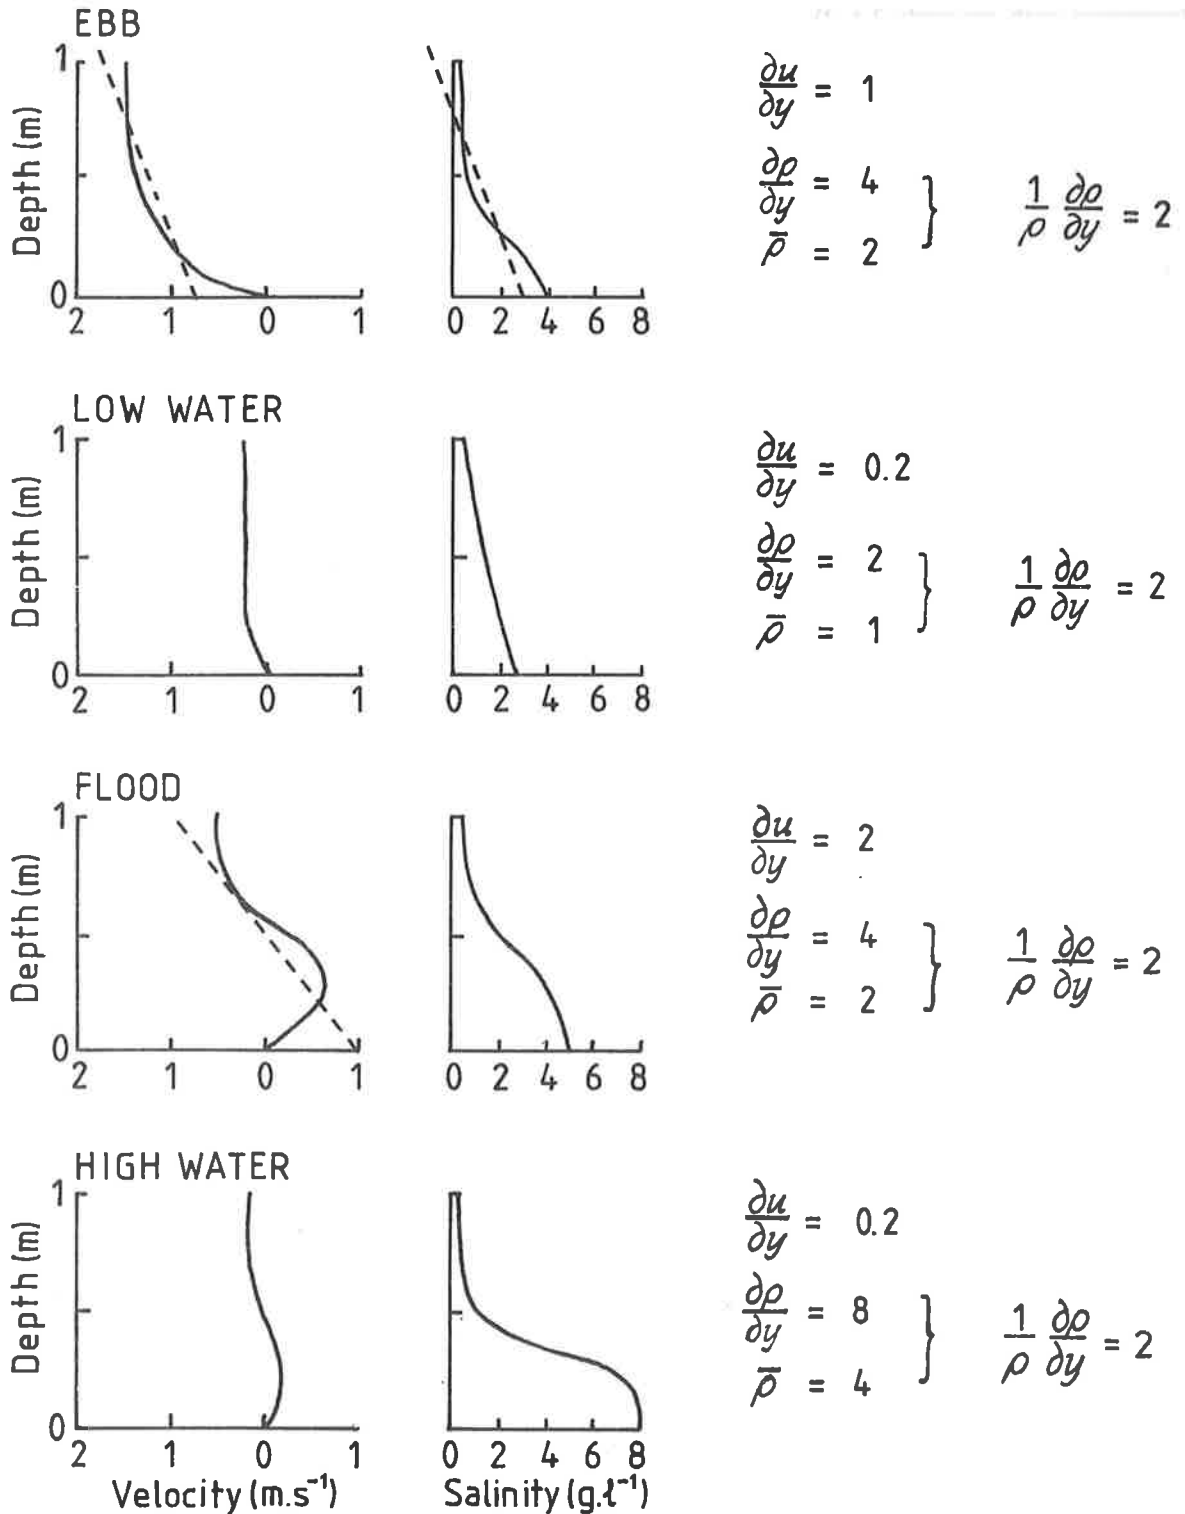 EBB
Depth (m)
1
0
2 1 0 1
0 2 4 6 8
∂u/∂y = 1
∂ρ/∂y = 4
ρ̄ = 2
} 1/ρ ∂ρ/∂y = 2
LOW WATER
Depth (m)
1
0
2 1 0 1
0 2 4 6 8
∂u/∂y = 0.2
∂ρ/∂y = 2
ρ̄ = 1
} 1/ρ ∂ρ/∂y = 2
FLOOD
Depth (m)
1
0
2 1 0 1
0 2 4 6 8
∂u/∂y = 2
∂ρ/∂y = 4
ρ̄ = 2
} 1/ρ ∂ρ/∂y = 2
HIGH WATER
Depth (m)
1
0
2 1 0 1
0 2 4 6 8
∂u/∂y = 0.2
∂ρ/∂y = 8
ρ̄ = 4
} 1/ρ ∂ρ/∂y = 2
Velocity (m.s⁻¹)
Salinity (g.ℓ⁻¹)